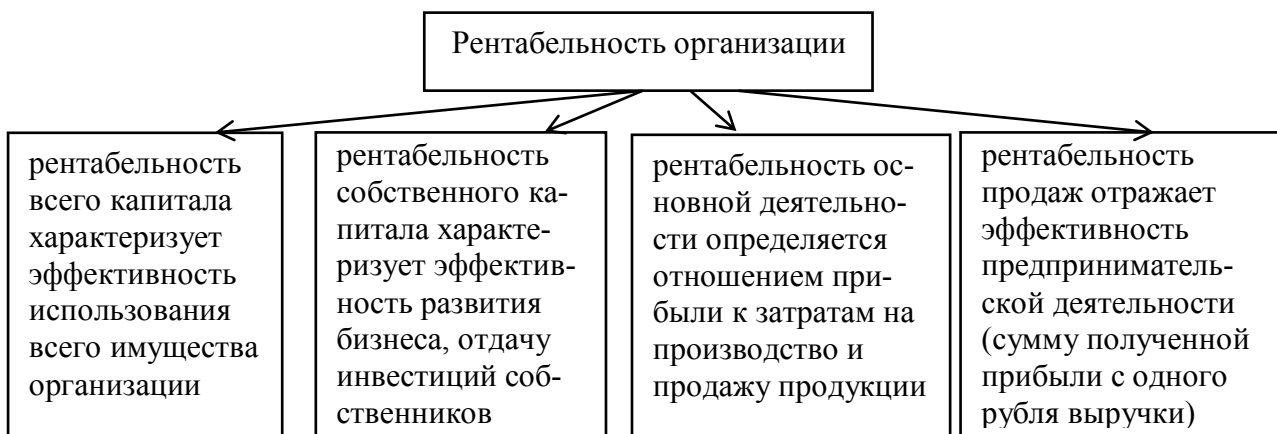 Рентабельность организации
рентабельность
всего капитала
характеризует
эффективность
использования
всего имущества
организации
рентабельность
собственного ка-
питала характе-
ризует эффектив-
ность развития
бизнеса, отдачу
инвестиций соб-
ственников
рентабельность ос-
новной деятельно-
сти определяется
отношением при-
были к затратам на
производство и
продажу продукции
рентабельность
продаж отражает
эффективность
предприниматель-
ской деятельности
(сумму полученной
прибыли с одного
рубля выручки)